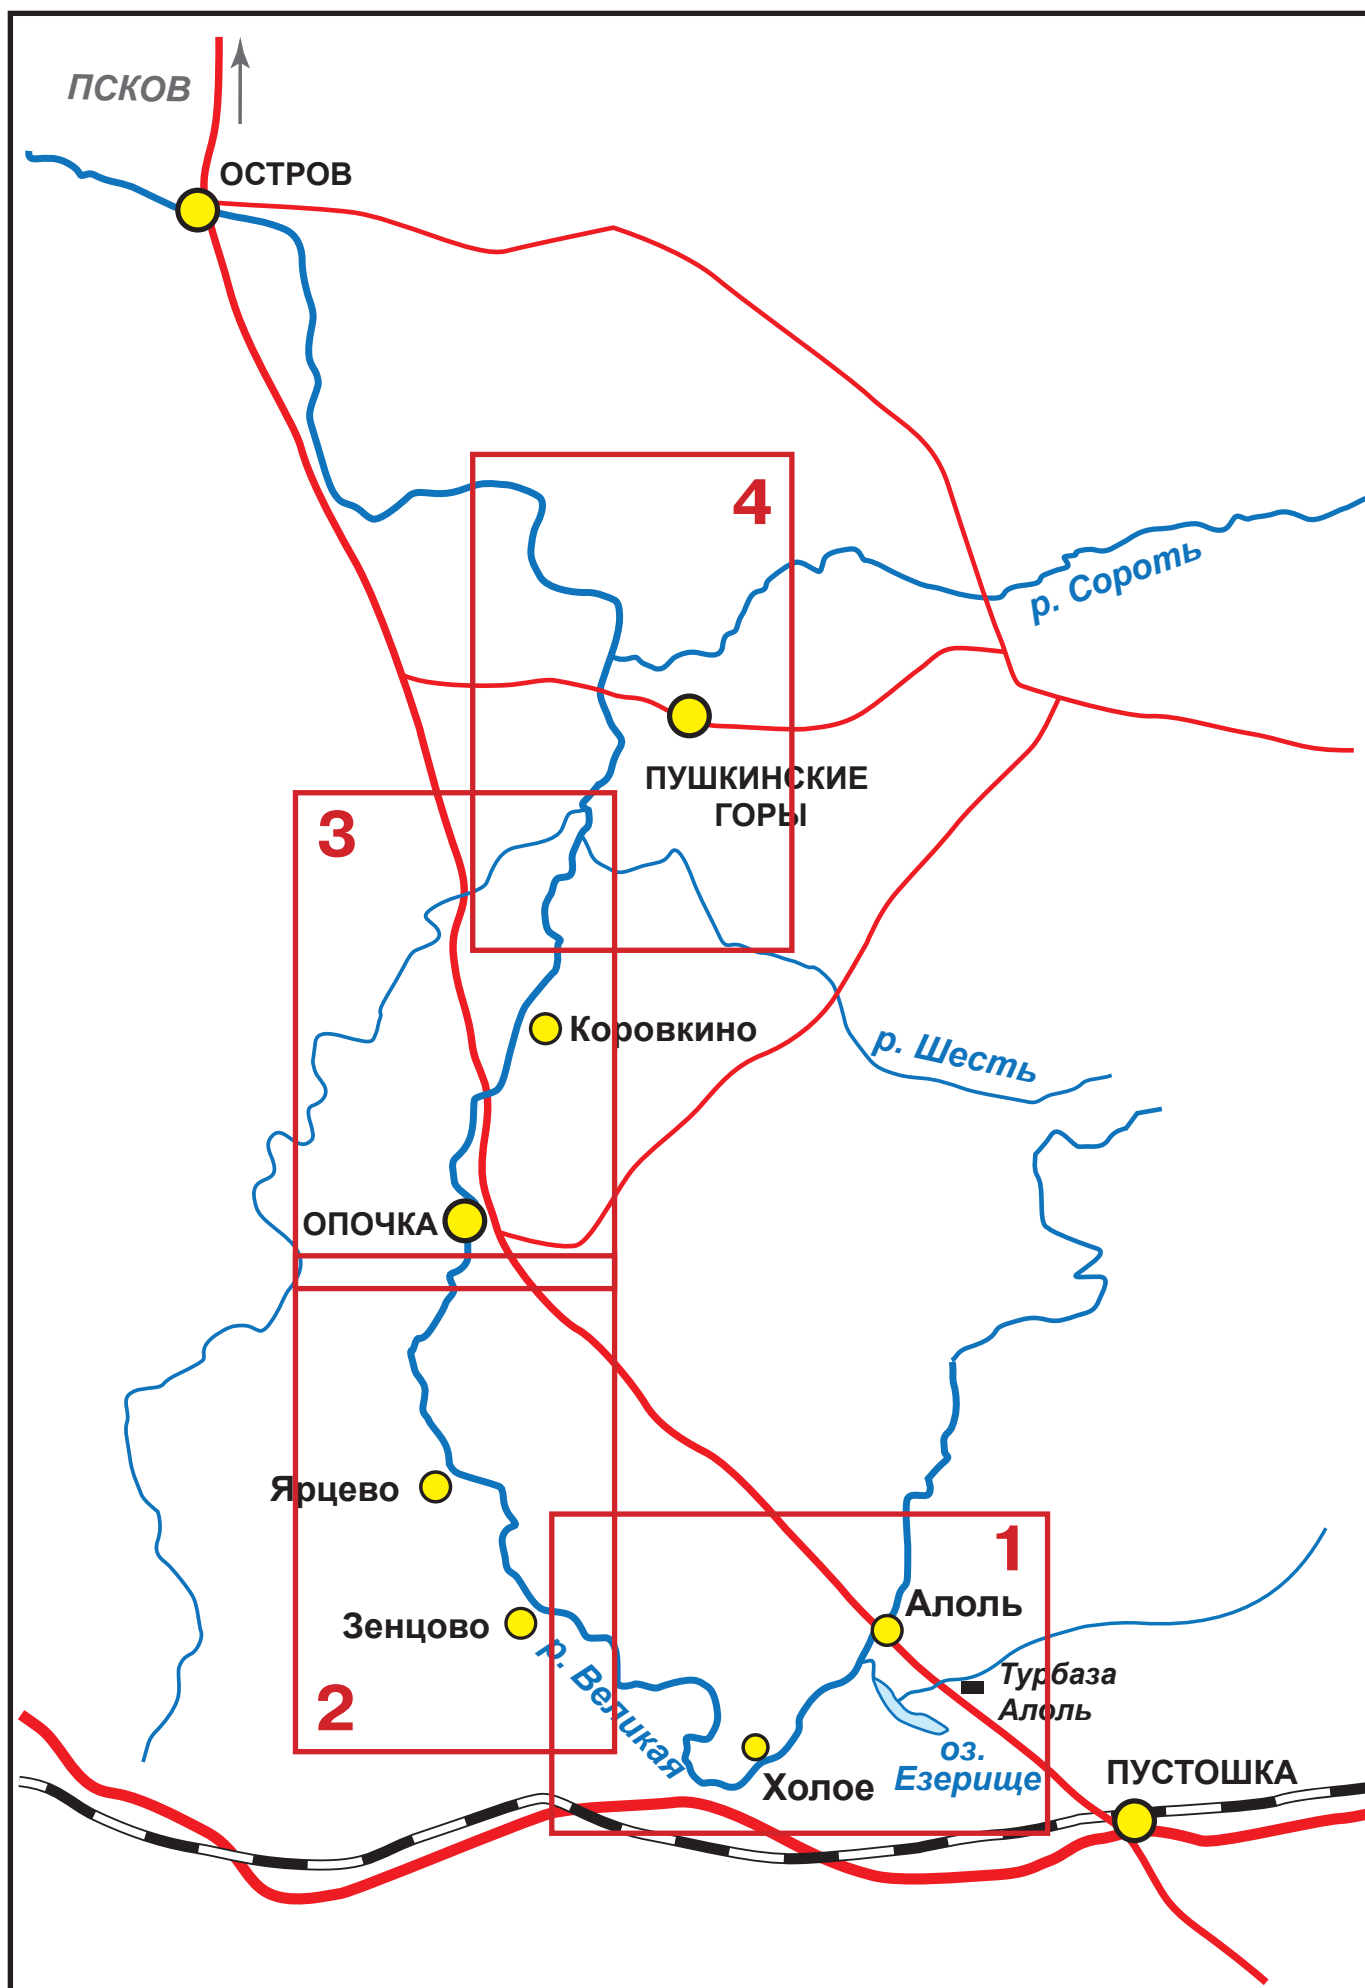 ПСКОВ
ОСТРОВ
4
р. Сороть
ПУШКИНСКИЕ
ГОРЫ
3
Коровкино
р. Шесть
ОПОЧКА
Ярцево
1
Алоль
Зенцово
р. Великая
Турбаза
Алоль
2
оз.
Езерище
Холое
ПУСТОШКА